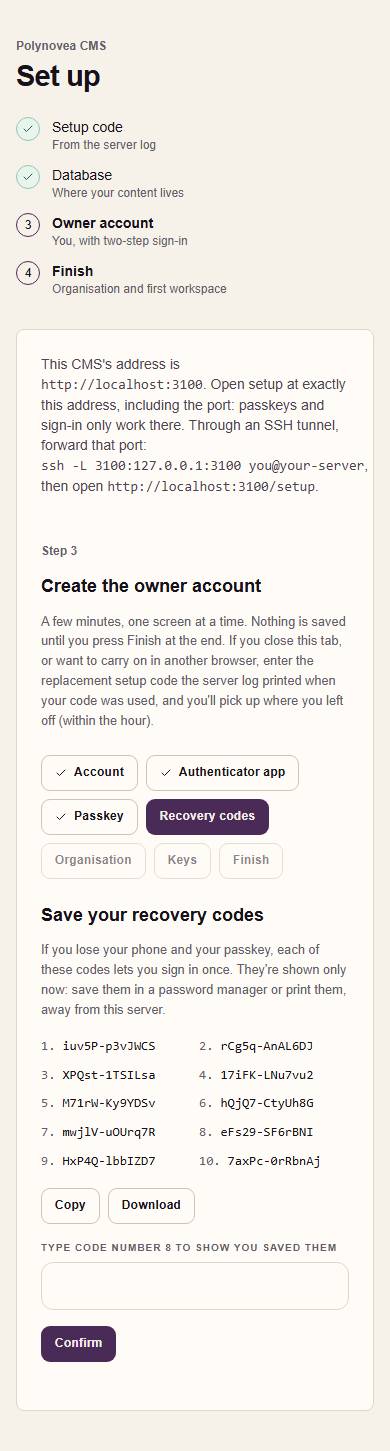 Polynovea CMS
Set up
Setup code
From the server log
Database
Where your content lives
3 Owner account
You, with two-step sign-in
4 Finish
Organisation and first workspace
This CMS's address is
http://localhost:3100. Open setup at exactly
this address, including the port: passkeys and
sign-in only work there. Through an SSH tunnel,
forward that port:
ssh -L 3100:127.0.0.1:3100 you@your-server,
then open http://localhost:3100/setup.
Step 3
Create the owner account
A few minutes, one screen at a time. Nothing is saved
until you press Finish at the end. If you close this tab,
or want to carry on in another browser, enter the
replacement setup code the server log printed when
your code was used, and you'll pick up where you left
off (within the hour).
Account Authenticator app
Passkey Recovery codes
Organisation Keys Finish
Save your recovery codes
If you lose your phone and your passkey, each of
these codes lets you sign in once. They're shown only
now: save them in a password manager or print them,
away from this server.
1. iuv5P-p3vJWCS 2. rCg5q-AnAL6DJ
3. XPQst-1TSILsa 4. 17iFK-LNu7vu2
5. M71rW-Ky9YDSv 6. hQjQ7-CtyUh8G
7. mwjlV-uOUrq7R 8. eFs29-SF6rBNI
9. HxP4Q-lbbIZD7 10. 7axPc-0rRbnAj
Copy Download
TYPE CODE NUMBER 8 TO SHOW YOU SAVED THEM
Confirm